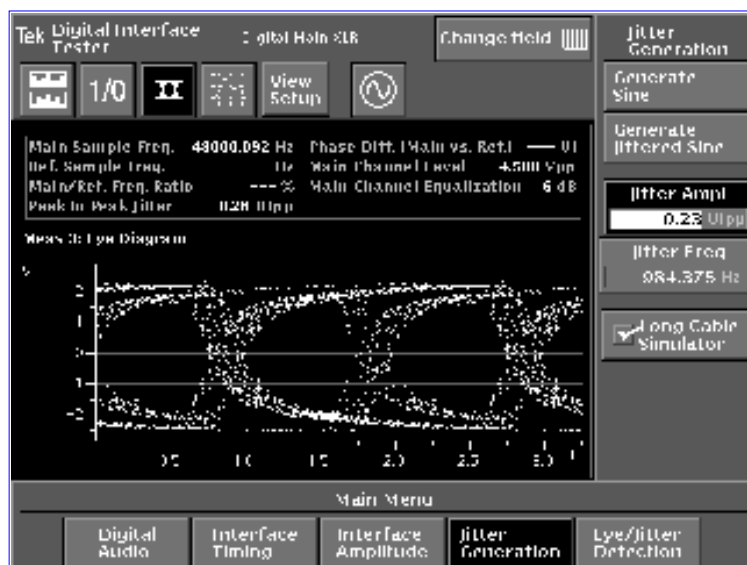 Tek Digital Interface
Tester
Digital Main XLR
Change field
1/0
View
Setup
Main Sample Freq. 48000.092 Hz
Phase Diff. (Main vs. Ref.) --- UI
Ref. Sample Freq. Hz
Main Channel Level 4.500 Vpp
Main/Ref. Freq. Ratio --- %
Main Channel Equalization 6 dB
Peak to Peak Jitter 0.28 UIpp
Meas 3: Eye Diagram
V
2
1
0
-1
-2
0.5 1.0 1.5 2.0 2.5 3.0
Jitter
Generation
Generate
Sine
Generate
Jittered Sine
Jitter Ampl
0.23 UIpp
Jitter Freq
984.375 Hz
Long Cable
Simulator
Main Menu
Digital
Audio
Interface
Timing
Interface
Amplitude
Jitter
Generation
Eye/Jitter
Detection